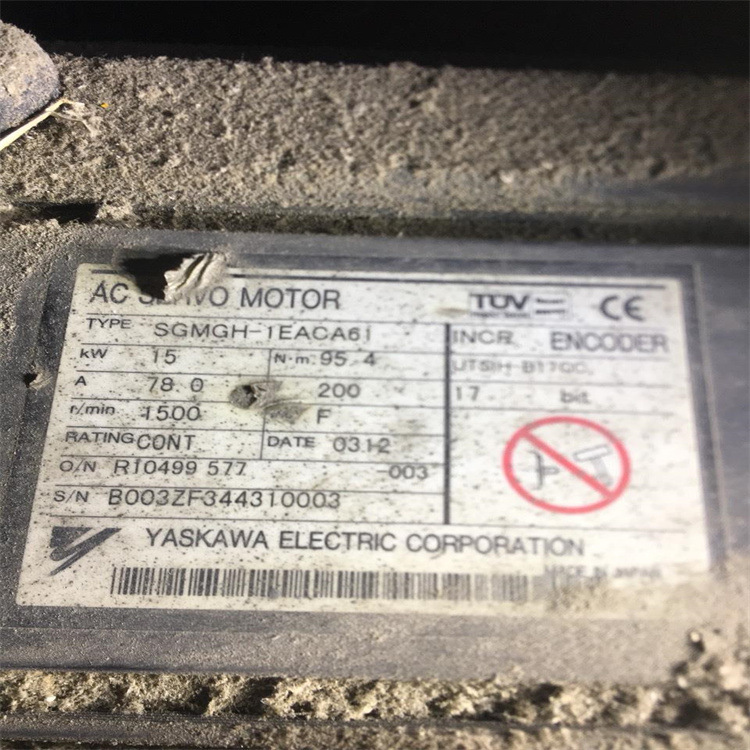 AC SERVO MOTOR TUV CE
TYPE SGMGH-1EACA61 INCR. ENCODER
kW 15 N·m 95.4
A 78.0 200 17 bit
r/min 1500 F
RATING CONT DATE 0312
O/N R10499 577 -003
S/N B003ZF344310003
YASKAWA ELECTRIC CORPORATION
MADE IN JAPAN